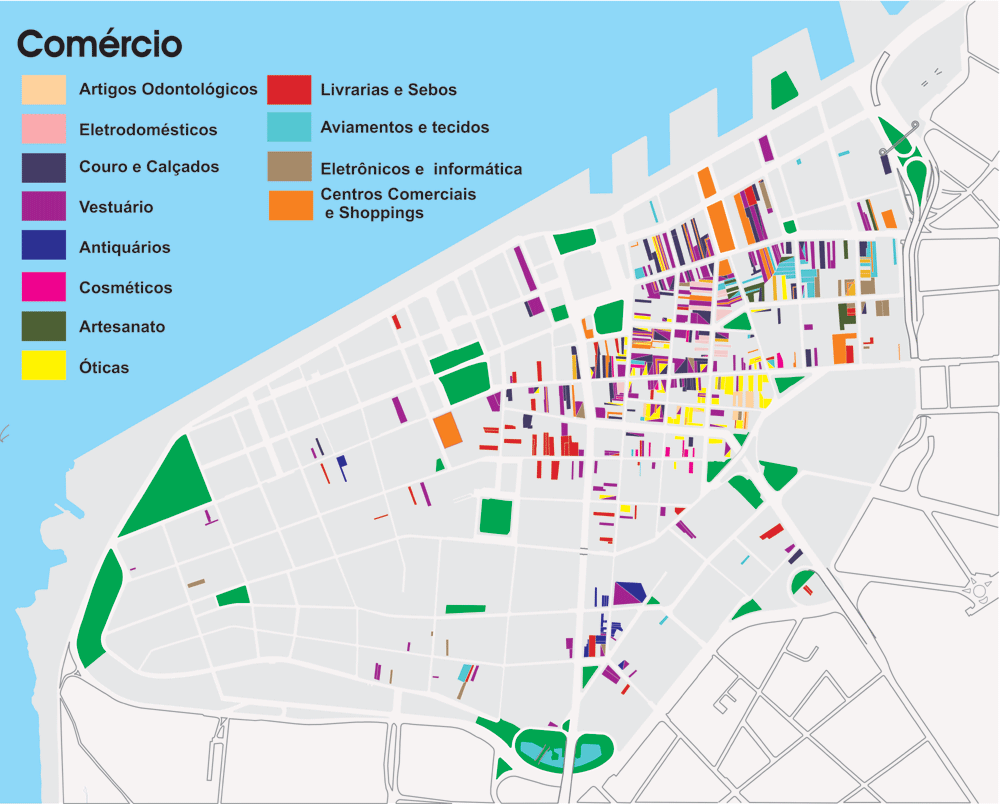 Comércio
Artigos Odontológicos
Eletrodomésticos
Couro e Calçados
Vestuário
Antiquários
Cosméticos
Artesanato
Óticas
Livrarias e Sebos
Aviamentos e tecidos
Eletrônicos e informática
Centros Comerciais
e Shoppings